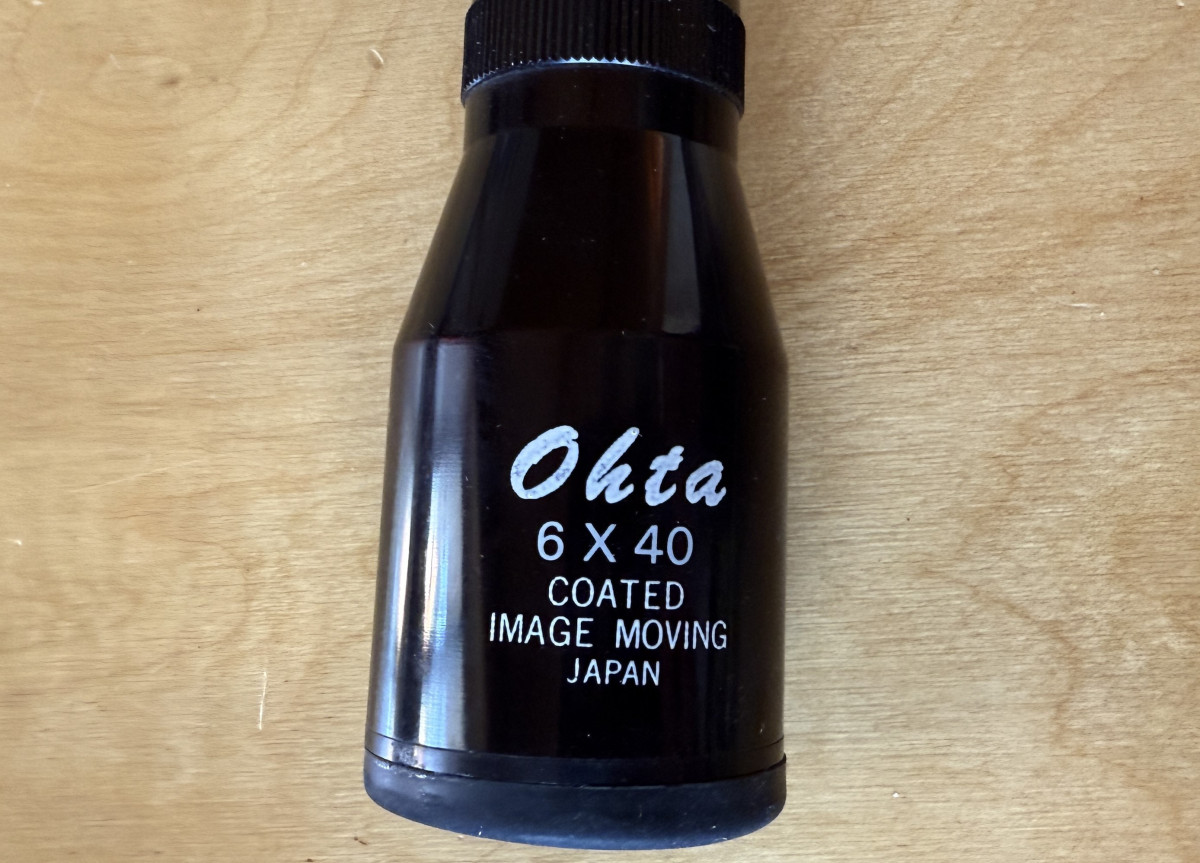 Ohta
6 X 40
COATED
IMAGE MOVING
JAPAN